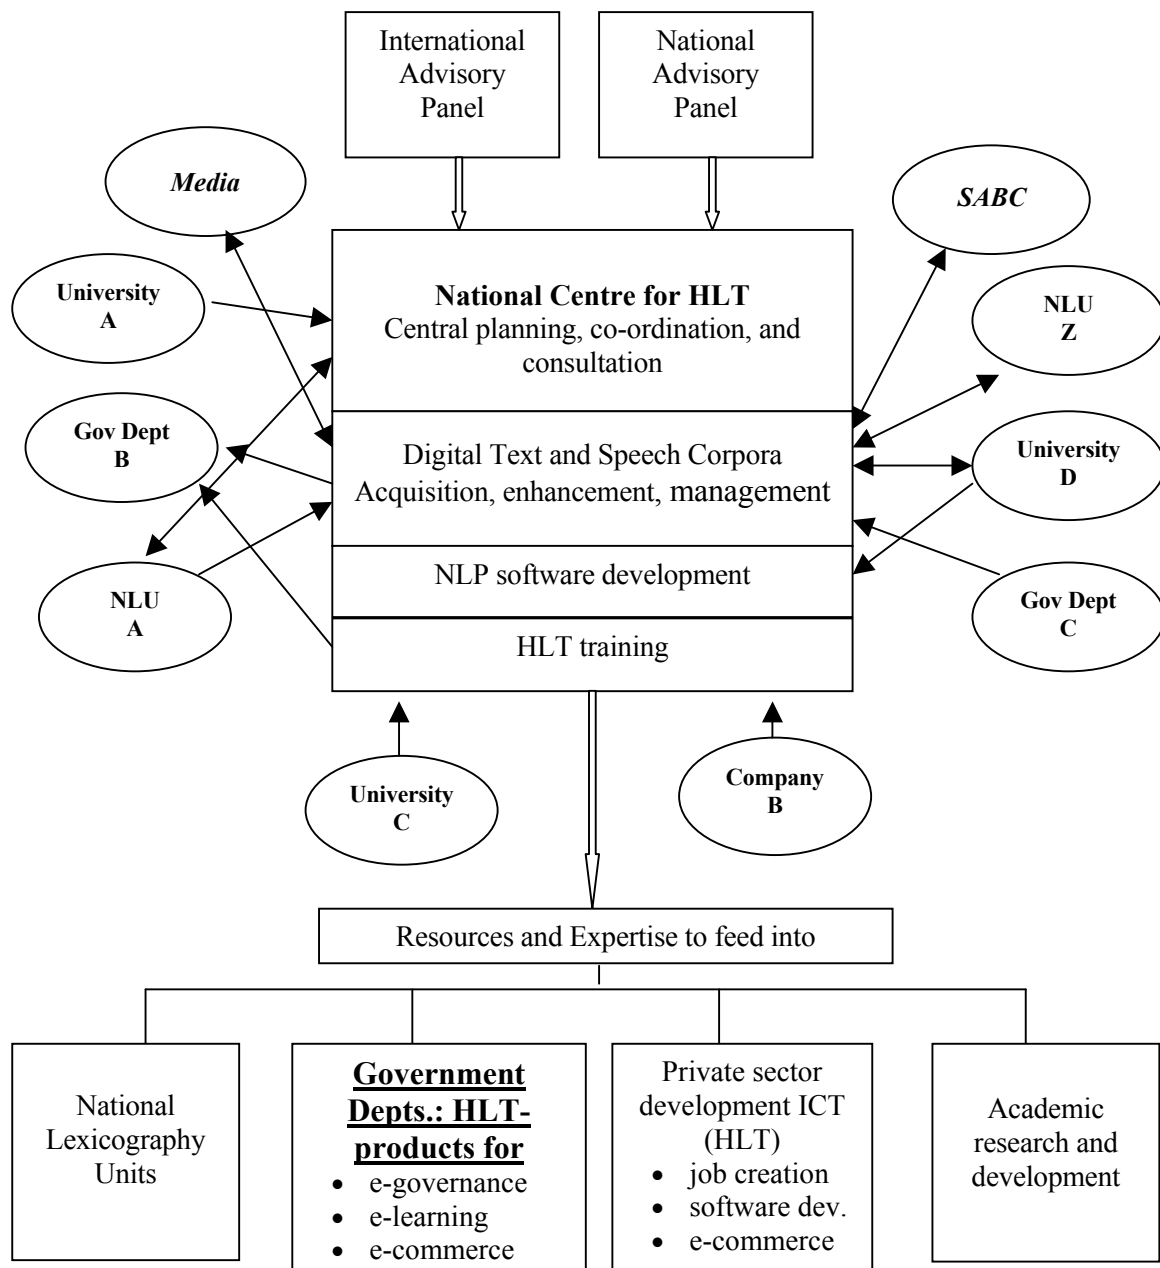 International
Advisory
Panel
National
Advisory
Panel
Media
SABC
University
A
National Centre for HLT
Central planning, co-ordination, and
consultation
NLU
Z
Gov Dept
B
Digital Text and Speech Corpora
Acquisition, enhancement, management
University
D
NLP software development
NLU
A
Gov Dept
C
HLT training
University
C
Company
B
Resources and Expertise to feed into
National
Lexicography
Units
Government
Depts.: HLT-
products for
• e-governance
• e-learning
• e-commerce
Private sector
development ICT
(HLT)
• job creation
• software dev.
• e-commerce
Academic
research and
development